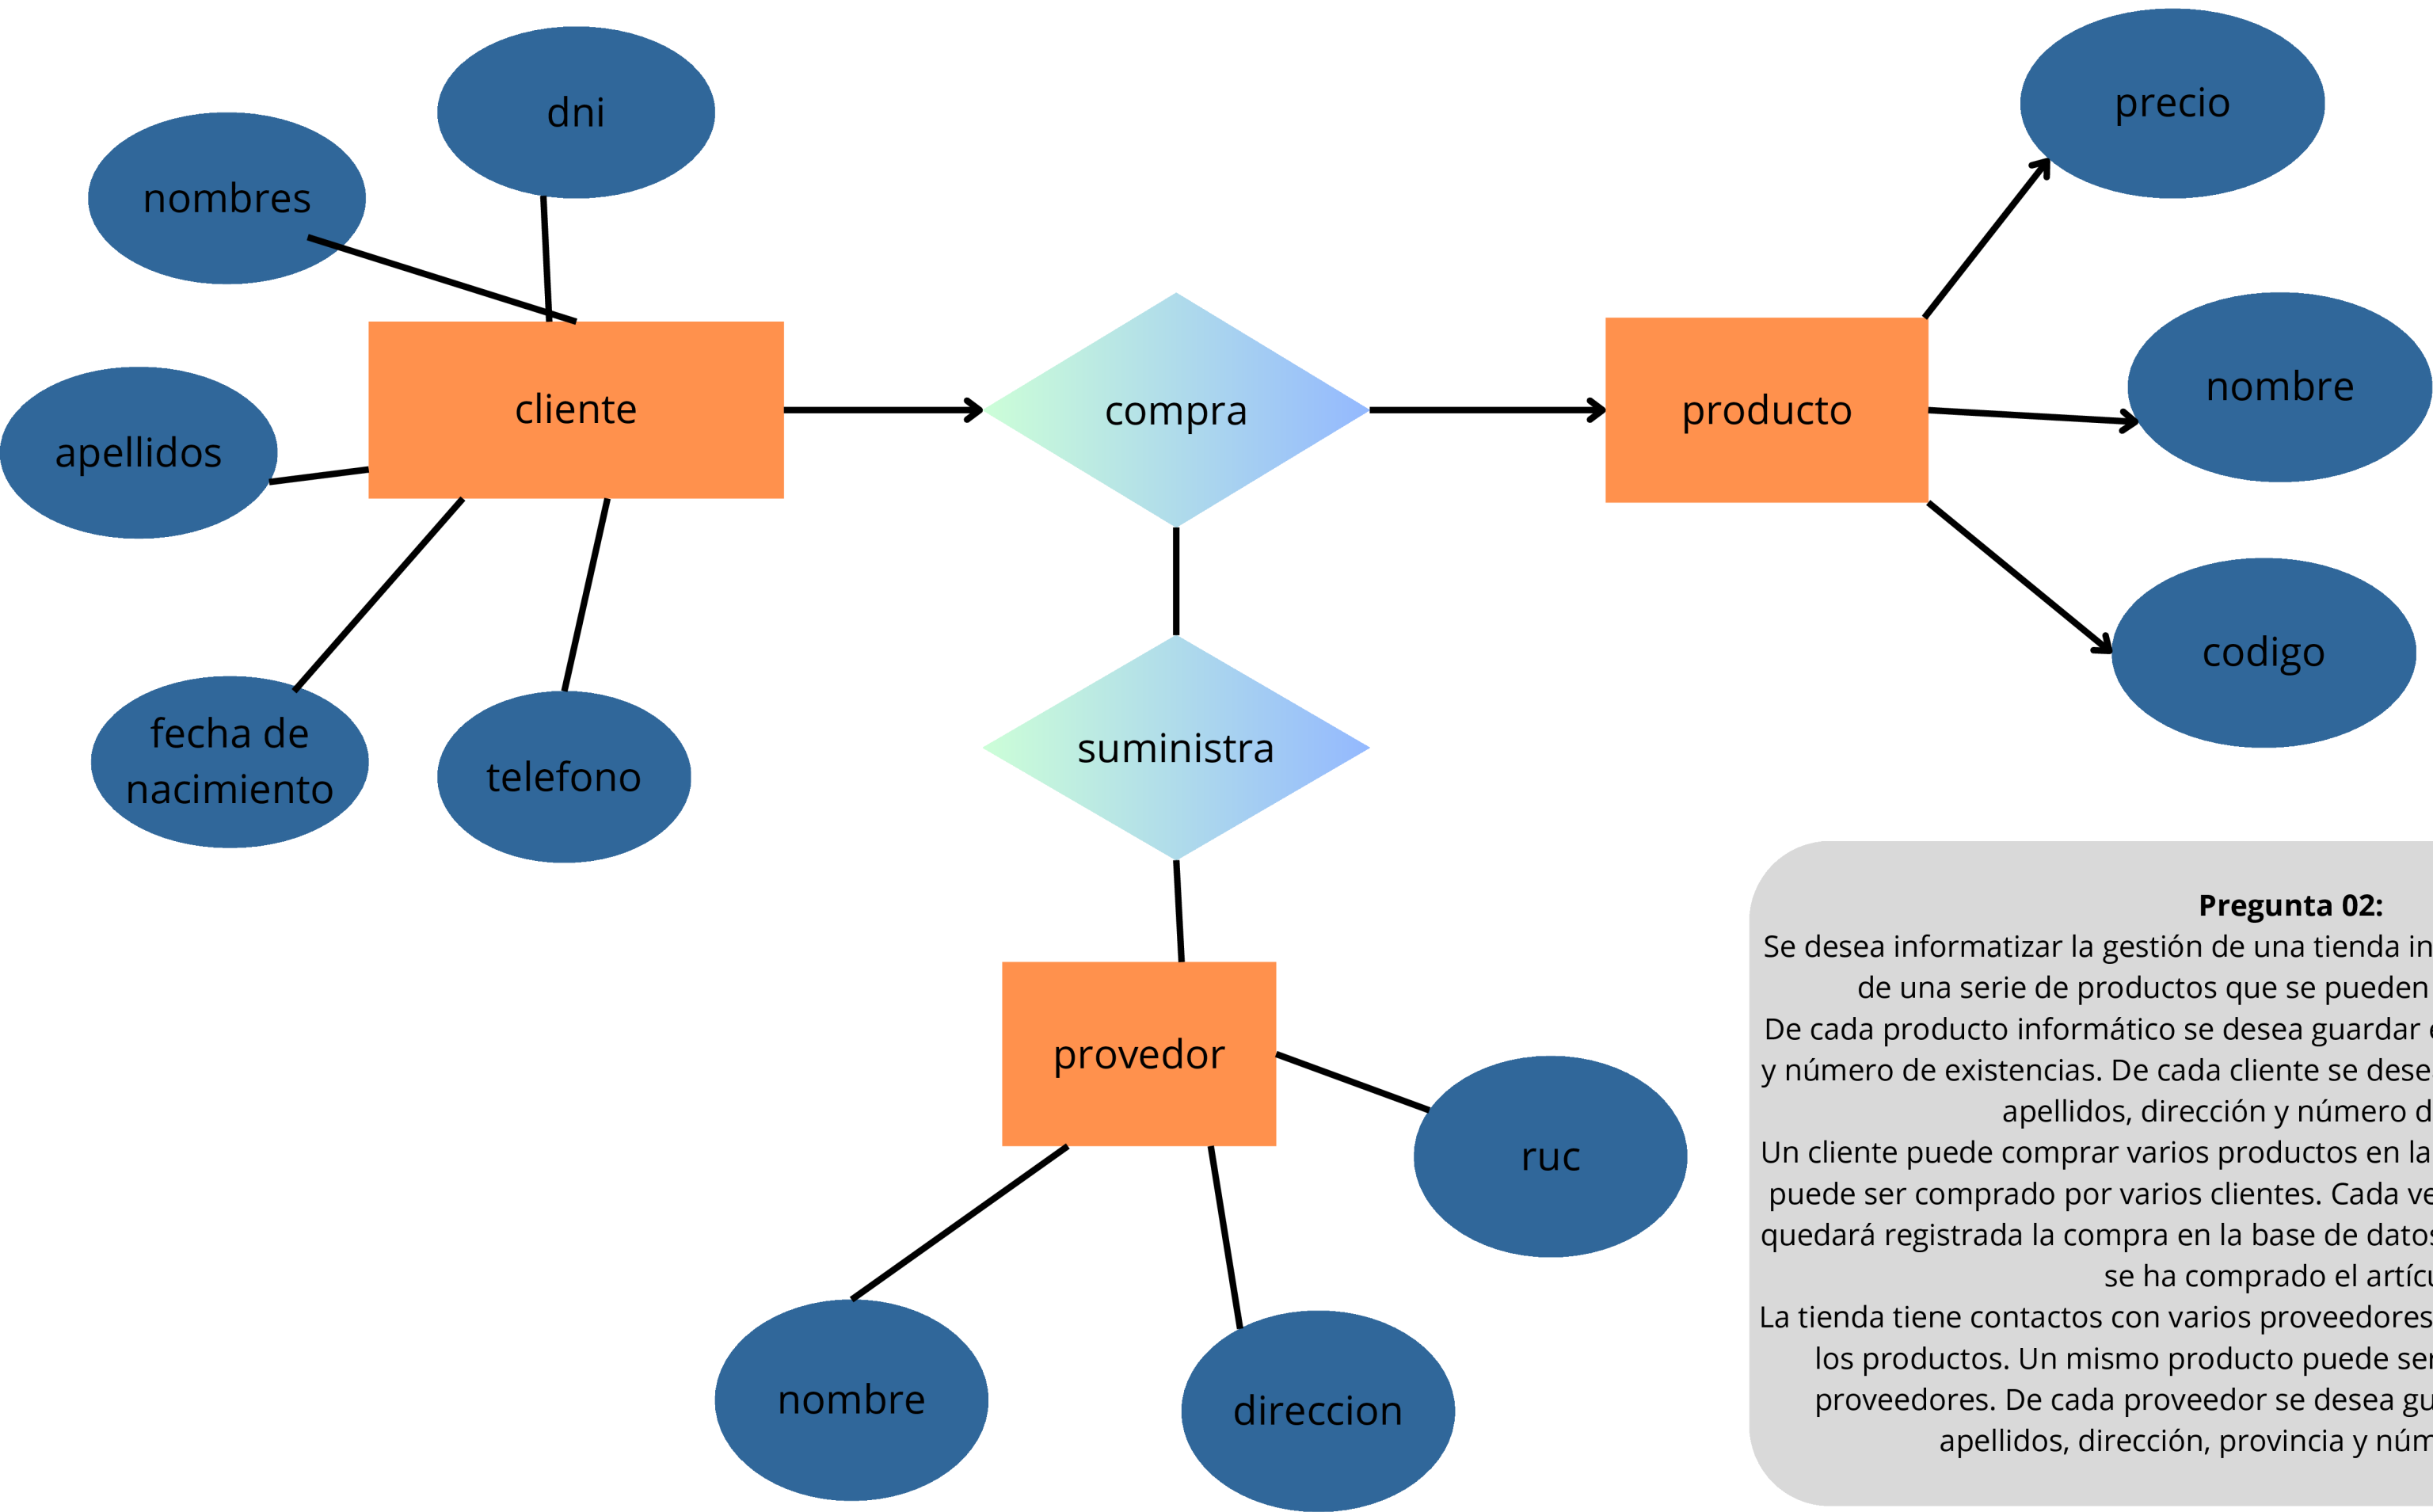 dni
nombres
apellidos
fecha de
nacimiento
telefono
cliente
compra
producto
precio
nombre
codigo
suministra
provedor
ruc
nombre
direccion
Pregunta 02:
Se desea informatizar la gestión de una tienda in
de una serie de productos que se pueden
De cada producto informático se desea guardar
y número de existencias. De cada cliente se dese
apellidos, dirección y número d
Un cliente puede comprar varios productos en la
puede ser comprado por varios clientes. Cada ve
quedará registrada la compra en la base de datos
se ha comprado el artícu
La tienda tiene contactos con varios proveedores
los productos. Un mismo producto puede ser
proveedores. De cada proveedor se desea gu
apellidos, dirección, provincia y núm